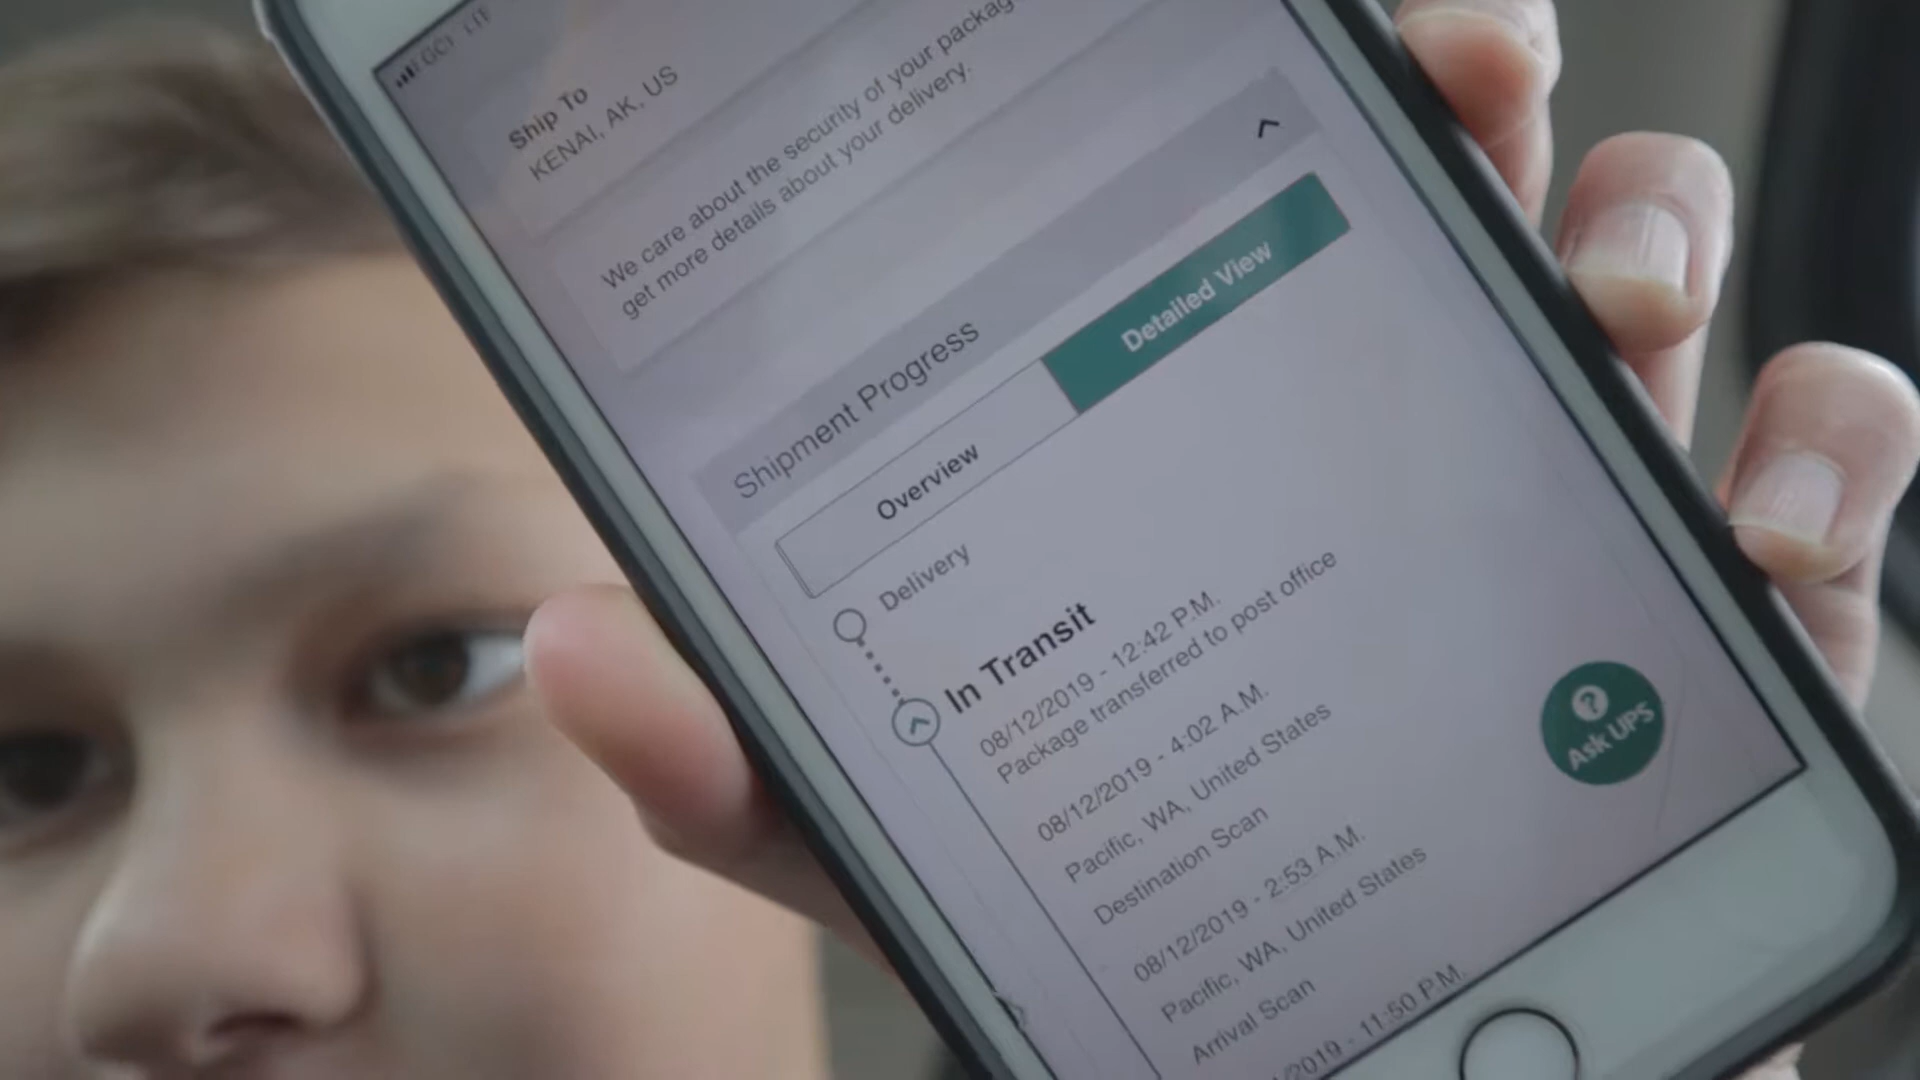 GCI LTE
Ship To
KENAI, AK, US
We care about the security of your
get more details about your delivery.
Shipment Progress
Overview
Detailed View
Delivery
In Transit
08/12/2019 - 12:42 P.M.
Package transferred to post office
08/12/2019 - 4:02 A.M.
Pacific, WA, United States
Destination Scan
08/12/2019 - 2:53 A.M.
Pacific, WA, United States
Arrival Scan
/2019 - 11:50 P.M.
?
Ask UPS